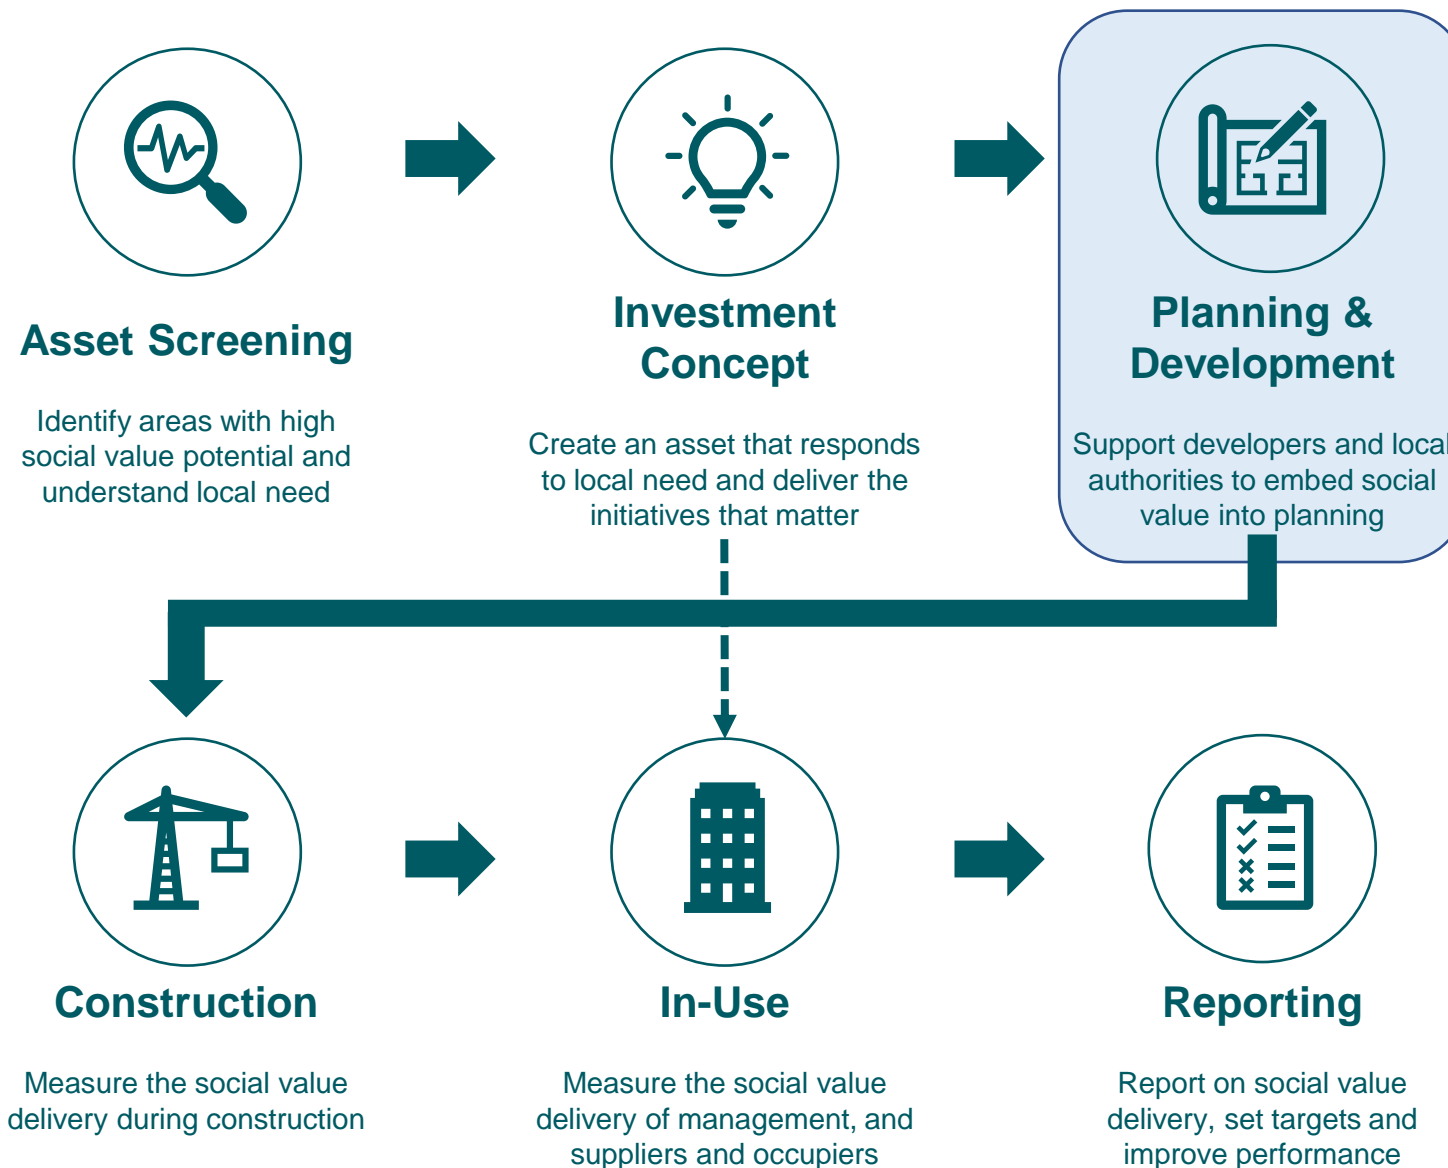 Asset Screening
Identify areas with high
social value potential and
understand local need
Investment
Concept
Create an asset that responds
to local need and deliver the
initiatives that matter
Planning &
Development
Support developers and local
authorities to embed social
value into planning
Construction
Measure the social value
delivery during construction
In-Use
Measure the social value
delivery of management, and
suppliers and occupiers
Reporting
Report on social value
delivery, set targets and
improve performance